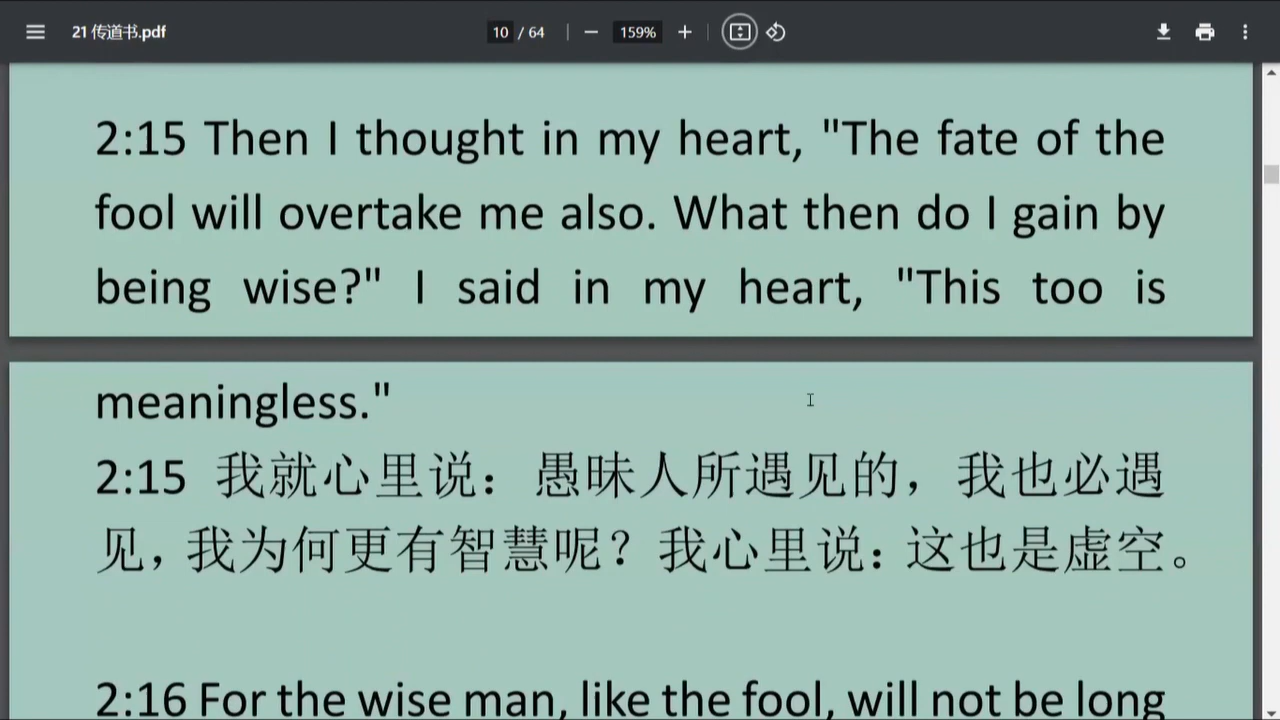 21 传道书.pdf
10 / 64
159%
2:15 Then I thought in my heart, "The fate of the
fool will overtake me also. What then do I gain by
being wise?" I said in my heart, "This too is
meaningless."
2:15 我就心里说：愚昧人所遇见的，我也必遇
见，我为何更有智慧呢？我心里说：这也是虚空。
2:16 For the wise man, like the fool, will not be long